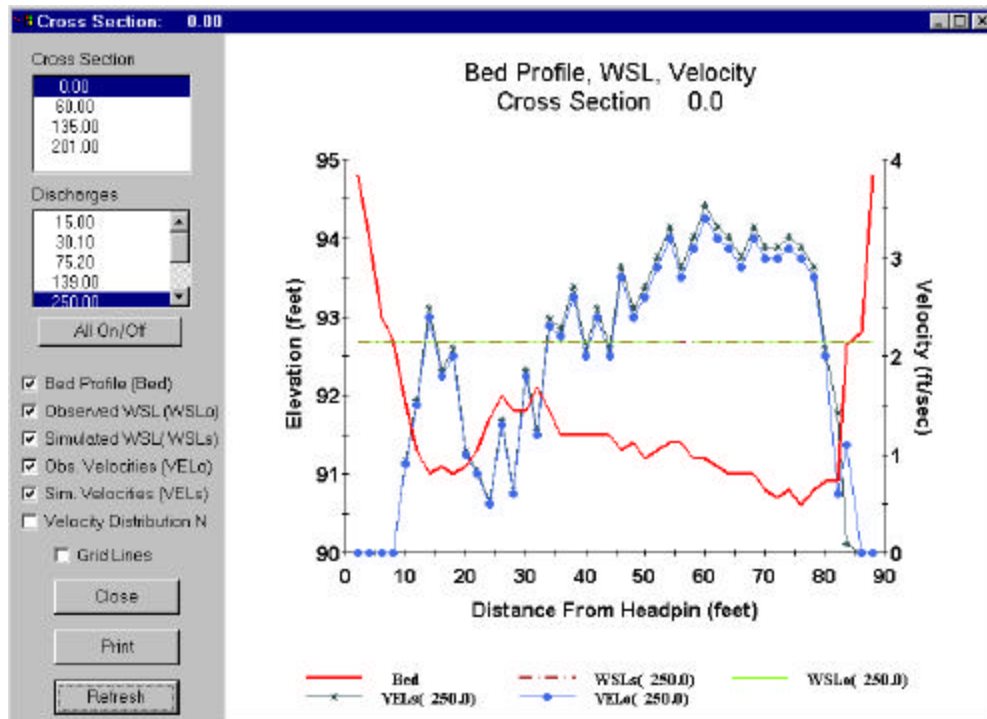 Cross Section: 0.00
Cross Section
0.00
60.00
135.00
201.00
Discharges
15.00
30.10
75.20
139.00
250.00
All On/Off
Bed Profile (Bed)
Observed WSL (WSLo)
Simulated WSL( WSLs)
Obs. Velocities (VELo)
Sim. Velocities (VELs)
Velocity Distribution N
Grid Lines
Close
Print
Refresh
Bed Profile, WSL, Velocity
Cross Section 0.0
95
94
93
92
91
90
Elevation (feet)
4
3
2
1
0
Velocity (ft/sec)
0 10 20 30 40 50 60 70 80 90
Distance From Headpin (feet)
Bed WSLs( 250.0) WSLo( 250.0)
VELs( 250.0) VELo( 250.0)